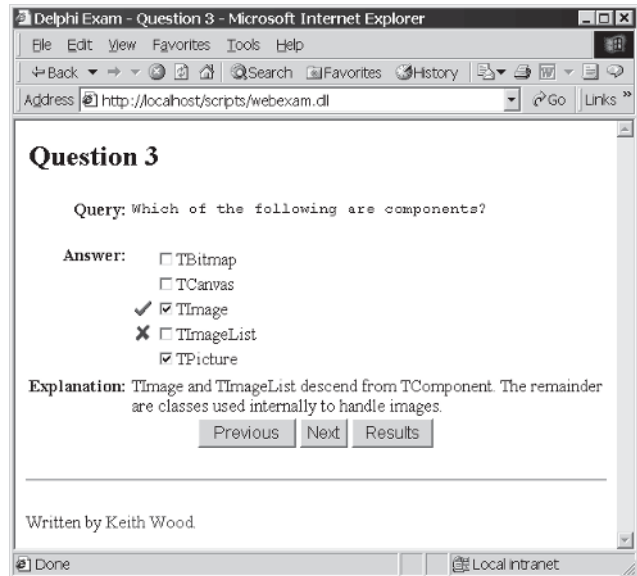 Delphi Exam - Question 3 - Microsoft Internet Explorer
File Edit View Favorites Tools Help
Back Search Favorites History
Address http://localhost/scripts/webexam.dll Go Links »
Question 3
Query: Which of the following are components?
Answer: TBitmap
TCanvas
TImage
TImageList
TPicture
Explanation: TImage and TImageList descend from TComponent. The remainder
are classes used internally to handle images.
Previous Next Results
Written by Keith Wood.
Done Local intranet